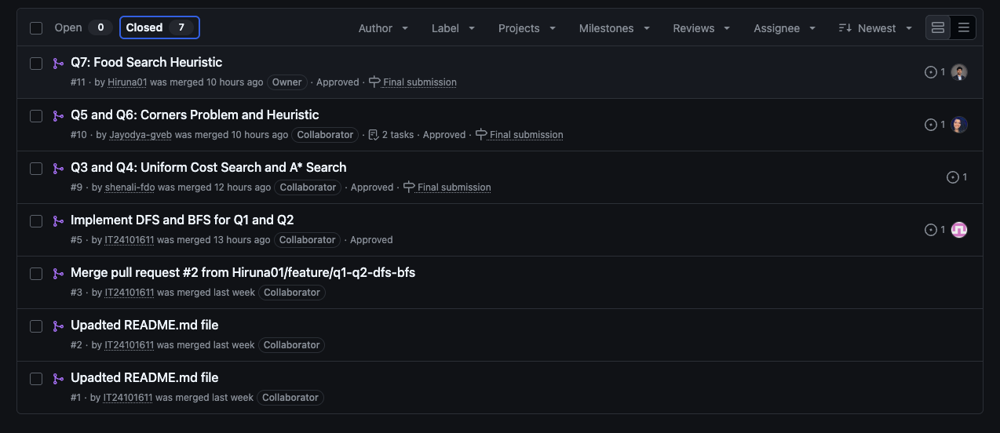 Open 0 Closed 7 Author Label Projects Milestones Reviews Assignee Newest
Q7: Food Search Heuristic
#11 · by Hiruna01 was merged 10 hours ago Owner · Approved · Final submission
1
Q5 and Q6: Corners Problem and Heuristic
#10 · by Jayodya-gveb was merged 10 hours ago Collaborator · 2 tasks · Approved · Final submission
1
Q3 and Q4: Uniform Cost Search and A* Search
#9 · by shenali-fdo was merged 12 hours ago Collaborator · Approved · Final submission
1
Implement DFS and BFS for Q1 and Q2
#5 · by IT24101611 was merged 13 hours ago Collaborator · Approved
1
Merge pull request #2 from Hiruna01/feature/q1-q2-dfs-bfs
#3 · by IT24101611 was merged last week Collaborator
Upadted README.md file
#2 · by IT24101611 was merged last week Collaborator
Upadted README.md file
#1 · by IT24101611 was merged last week Collaborator